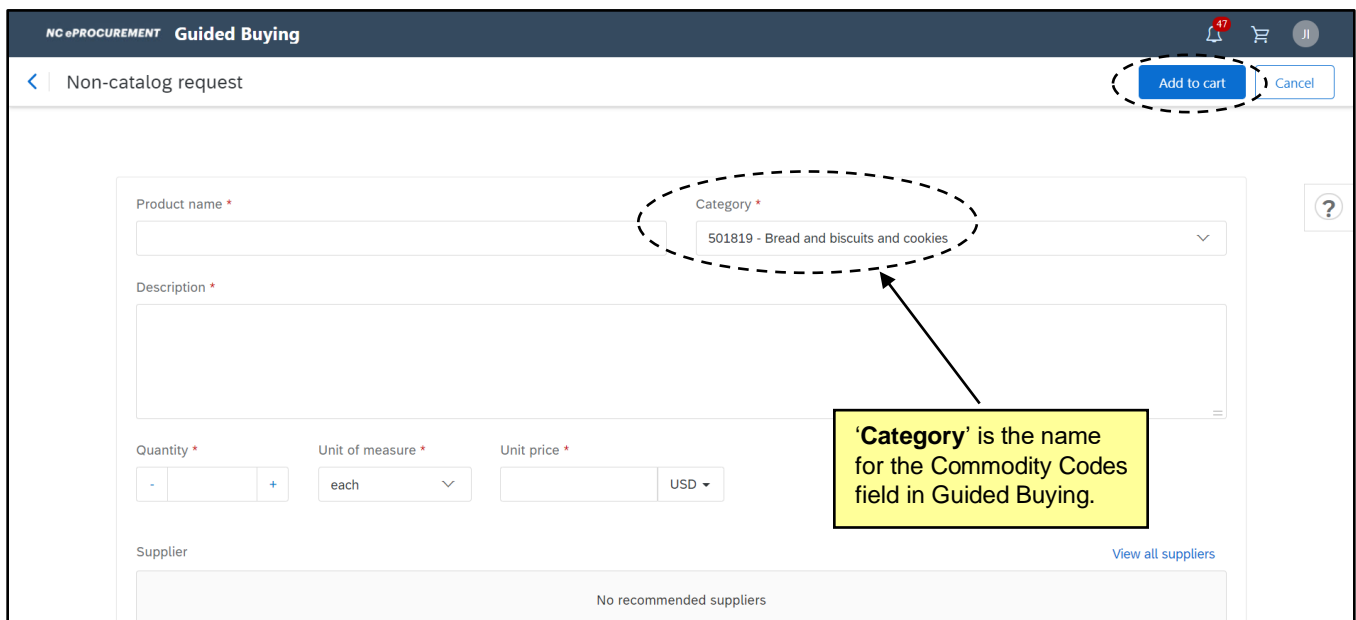 NC ePROCUREMENT Guided Buying
47
JI
Non-catalog request
Add to cart
Cancel
Product name *
Category *
?
501819 - Bread and biscuits and cookies
Description *
‘Category’ is the name
for the Commodity Codes
field in Guided Buying.
Quantity *
Unit of measure *
Unit price *
-
+
each
USD
Supplier
View all suppliers
No recommended suppliers